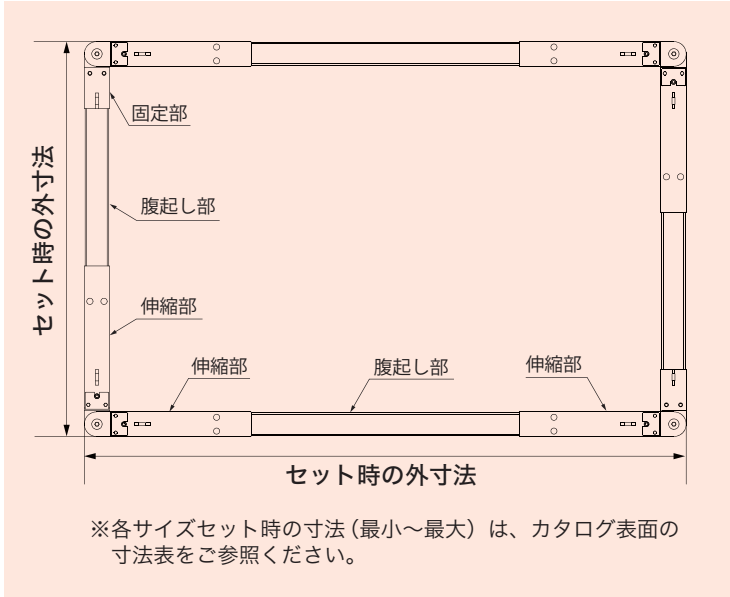 固定部
腹起し部
セット時の外寸法
伸縮部
伸縮部
腹起し部
伸縮部
セット時の外寸法
※各サイズセット時の寸法（最小～最大）は、カタログ表面の
寸法表をご参照ください。